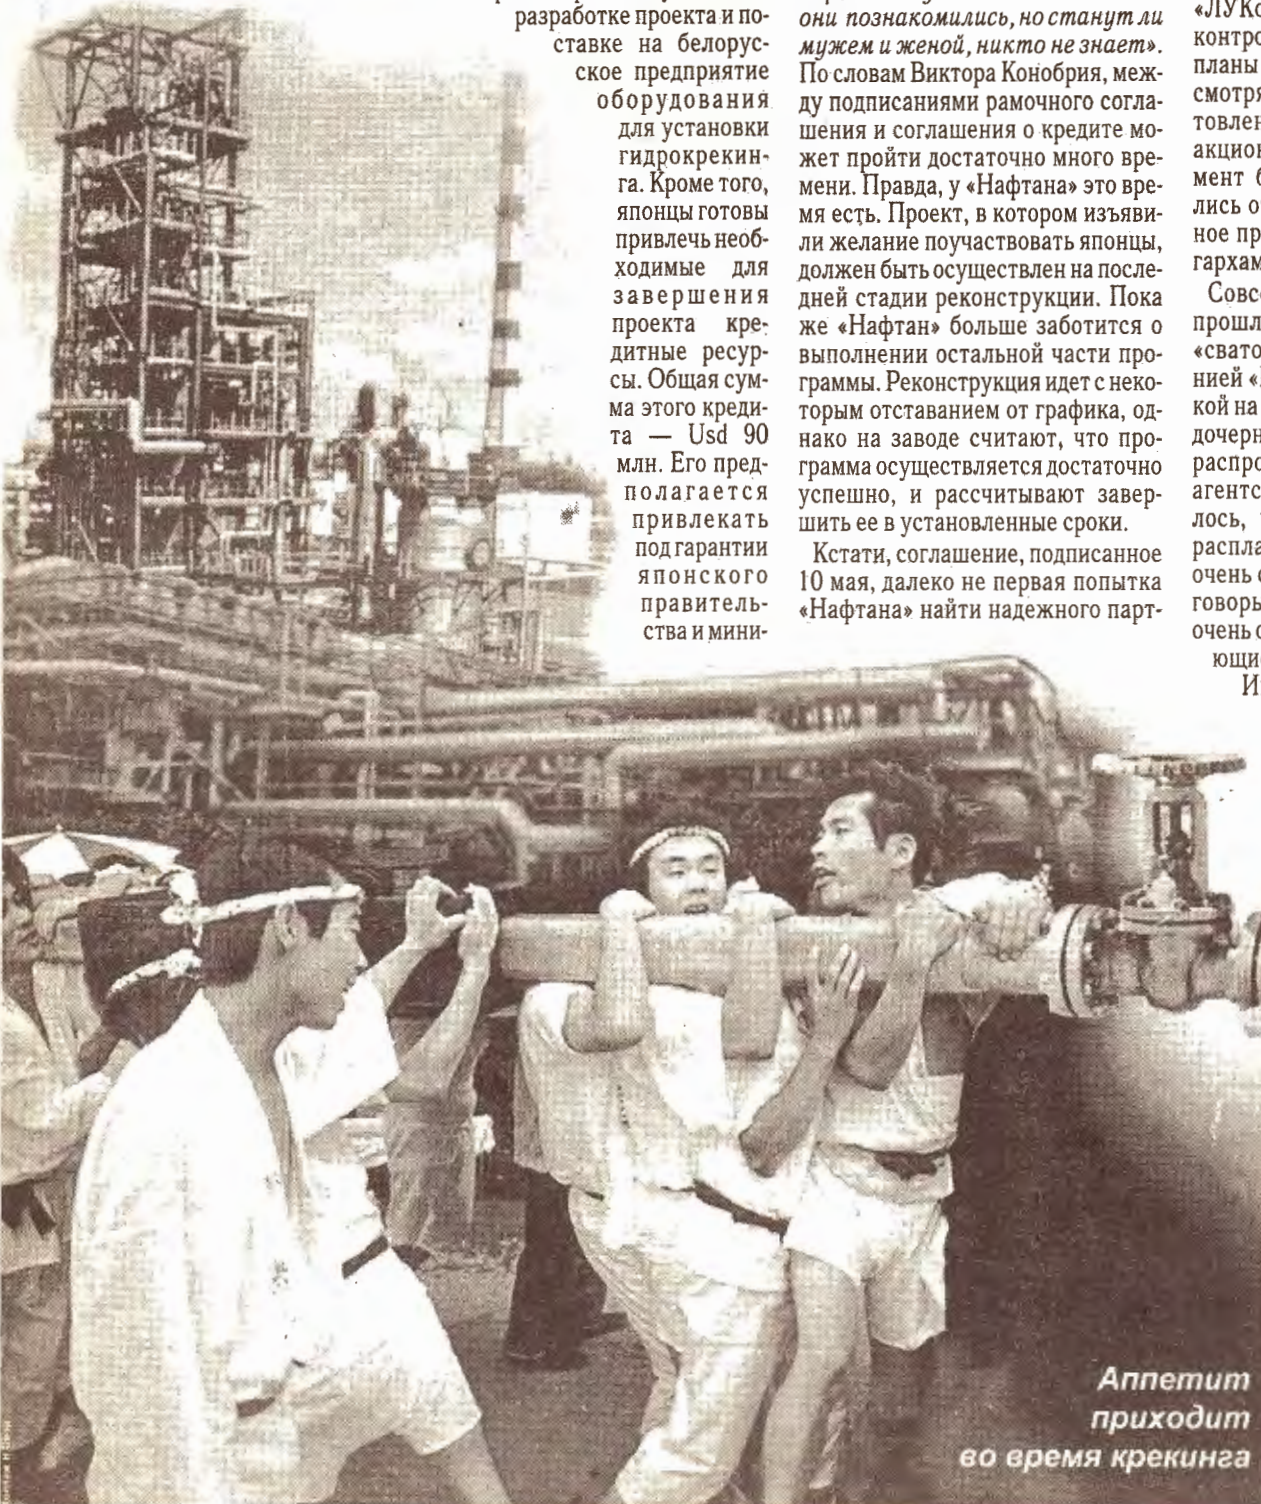 разработке проекта и по-
ставке на белорус-
ское предприятие
оборудования
для установки
гидрокрекин-
га. Кроме того,
японцы готовы
привлечь необ-
ходимые для
завершения
проекта кре-
дитные ресур-
сы. Общая сум-
ма этого креди-
та — Usd 90
млн. Его пред-
полагается
привлекать
под гарантии
японского
правитель-
ства и мини-
они познакомились, но станут ли
мужем и женой, никто не знает».
По словам Виктора Конобрия, меж-
ду подписаниями рамочного согла-
шения и соглашения о кредите мо-
жет пройти достаточно много вре-
мени. Правда, у «Нафтана» это вре-
мя есть. Проект, в котором изъяви-
ли желание поучаствовать японцы,
должен быть осуществлен на после-
дней стадии реконструкции. Пока
же «Нафтан» больше заботится о
выполнении остальной части про-
граммы. Реконструкция идет с неко-
торым отставанием от графика, од-
нако на заводе считают, что про-
грамма осуществляется достаточно
успешно, и рассчитывают завер-
шить ее в установленные сроки.
Кстати, соглашение, подписанное
10 мая, далеко не первая попытка
«Нафтана» найти надежного парт-
«ЛУКо
контро
планы
смотря
товлен
акцион
мент б
лись о
ное пр
гархам
Совсе
прошл
«свато
нией «
кой на
дочерн
распро
агентс
лось,
распла
очень с
говоры
очень с
ющи
И
Аппетит
приходит
во время крекинга